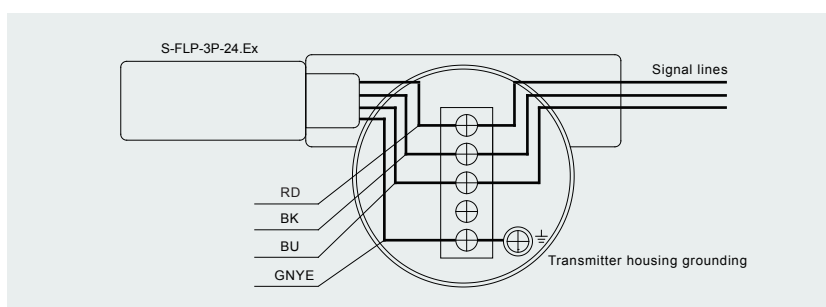 S-FLP-3P-24.Ex
Signal lines
RD
BK
BU
GNYE
Transmitter housing grounding